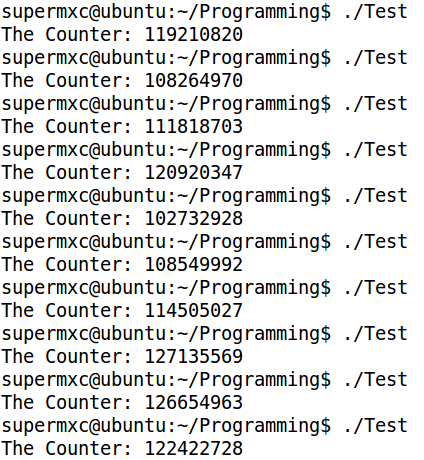 supermxc@ubuntu:~/Programming$ ./Test
The Counter: 119210820
supermxc@ubuntu:~/Programming$ ./Test
The Counter: 108264970
supermxc@ubuntu:~/Programming$ ./Test
The Counter: 111818703
supermxc@ubuntu:~/Programming$ ./Test
The Counter: 120920347
supermxc@ubuntu:~/Programming$ ./Test
The Counter: 102732928
supermxc@ubuntu:~/Programming$ ./Test
The Counter: 108549992
supermxc@ubuntu:~/Programming$ ./Test
The Counter: 114505027
supermxc@ubuntu:~/Programming$ ./Test
The Counter: 127135569
supermxc@ubuntu:~/Programming$ ./Test
The Counter: 126654963
supermxc@ubuntu:~/Programming$ ./Test
The Counter: 122422728